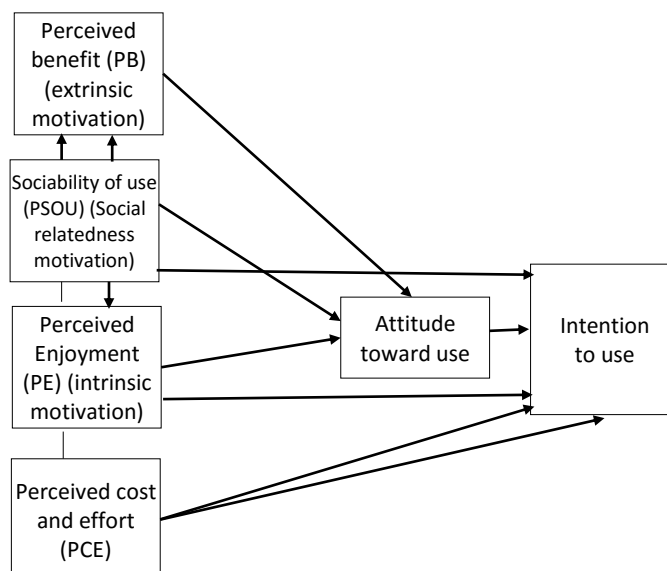 Perceived
benefit (PB)
(extrinsic
motivation)
Sociability of use
(PSOU) (Social
relatedness
motivation)
Perceived
Enjoyment
(PE) (intrinsic
motivation)
Perceived cost
and effort
(PCE)
Attitude
toward use
Intention
to use